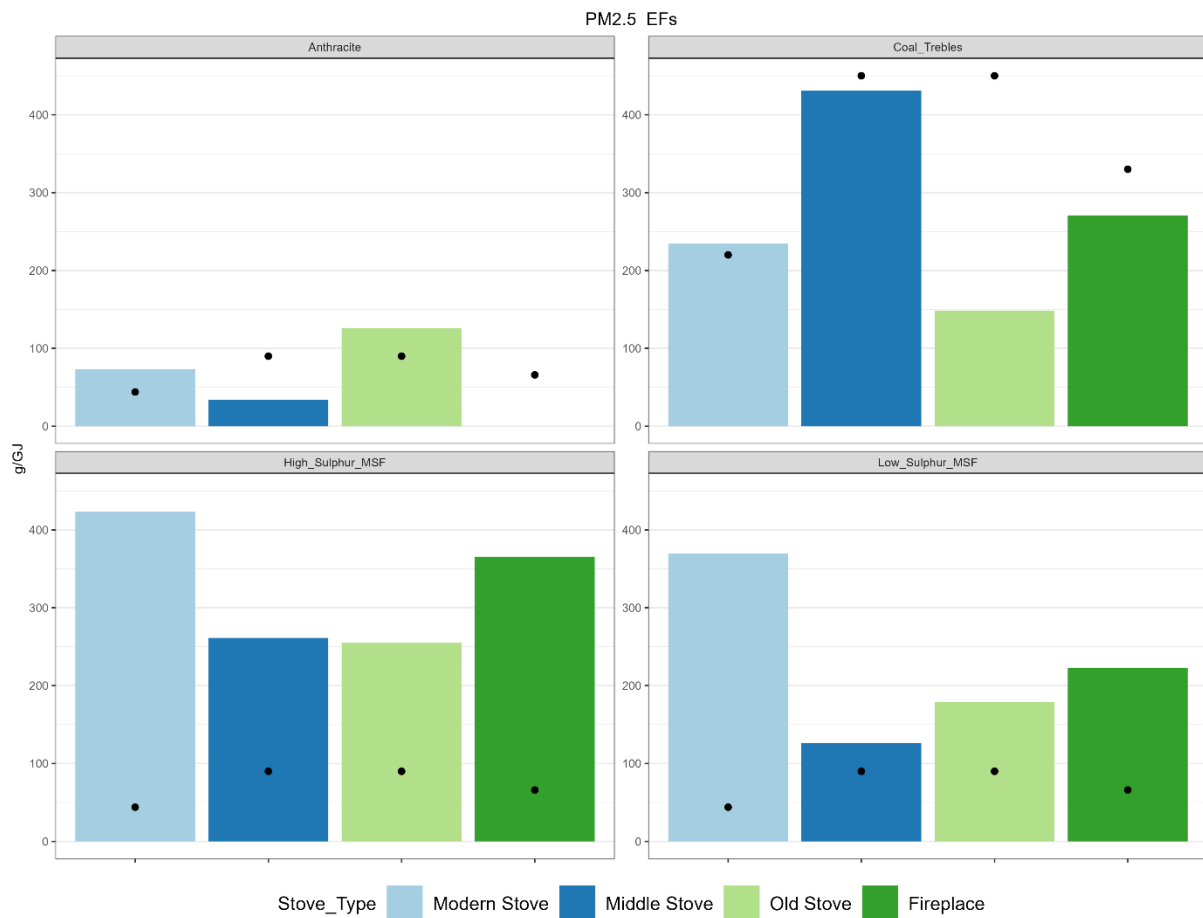 PM2.5 EFs
Anthracite
Coal_Trebles
400
300
200
100
0
400
300
200
100
0
g/GJ
High_Sulphur_MSF
Low_Sulphur_MSF
400
300
200
100
0
400
300
200
100
0
Stove_Type Modern Stove Middle Stove Old Stove Fireplace